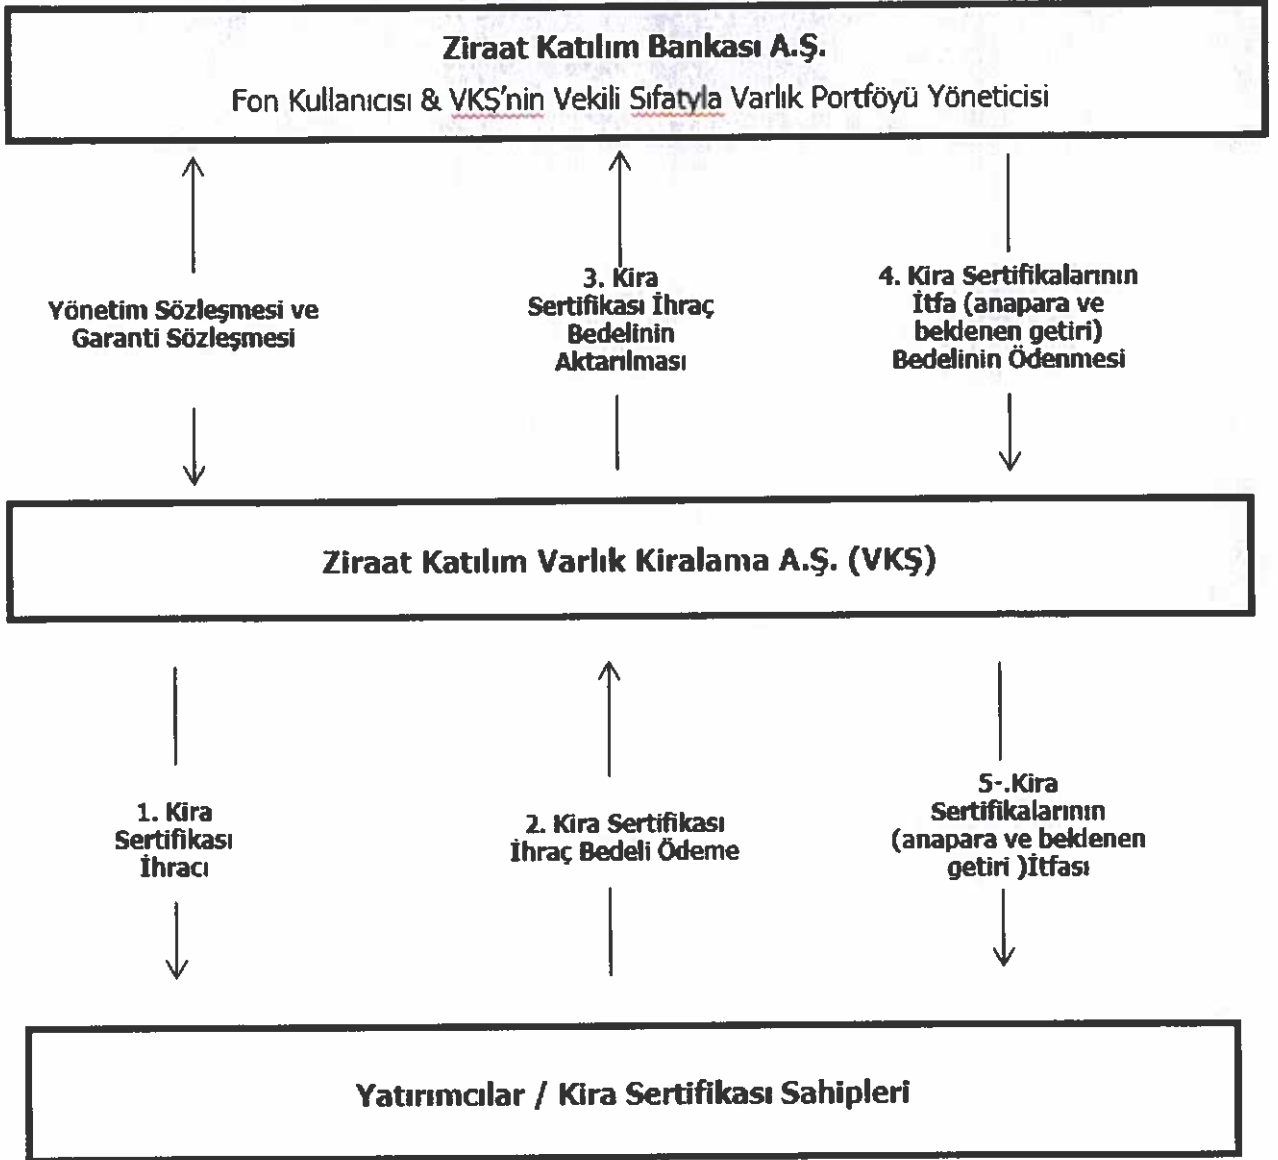 Ziraat Katılım Bankası A.Ş.
Fon Kullanıcısı & VKŞ'nin Vekili Sıfatyla Varlık Portföyü Yöneticisi
Yönetim Sözleşmesi ve
Garanti Sözleşmesi
3. Kira
Sertifikası İhraç
Bedelinin
Aktarılması
4. Kira Sertifikalarının
İtfa (anapara ve
beklenen getiri)
Bedelinin Ödenmesi
Ziraat Katılım Varlık Kiralama A.Ş. (VKŞ)
1. Kira
Sertifikası
İhracı
2. Kira Sertifikası
İhraç Bedeli Ödeme
5-.Kira
Sertifikalarının
(anapara ve beklenen
getiri )İtfası
Yatırımcılar / Kira Sertifikası Sahipleri